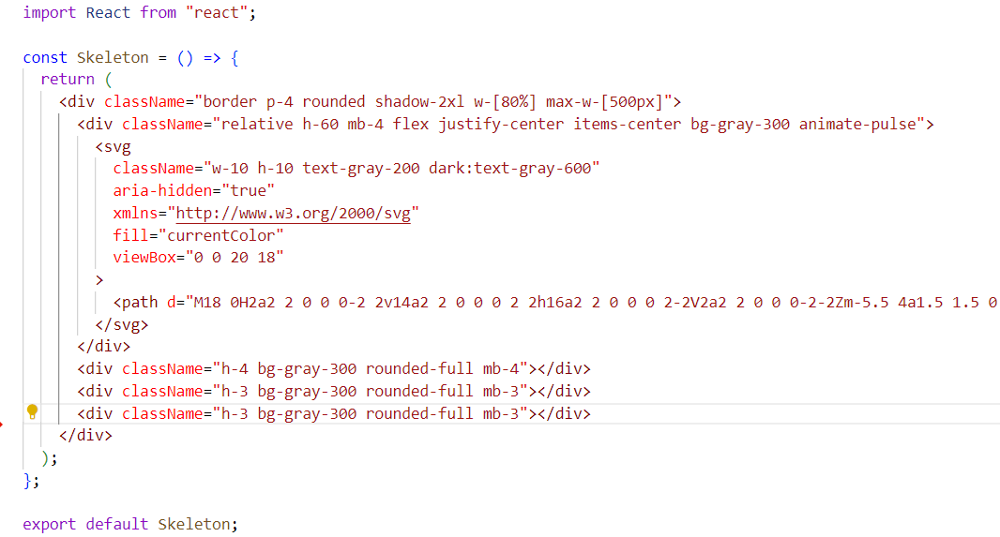 import React from "react";
const Skeleton = () => {
return (
<div className="border p-4 rounded shadow-2xl w-[80%] max-w-[500px]">
<div className="relative h-60 mb-4 flex justify-center items-center bg-gray-300 animate-pulse">
<svg
className="w-10 h-10 text-gray-200 dark:text-gray-600"
aria-hidden="true"
xmlns="http://www.w3.org/2000/svg"
fill="currentColor"
viewBox="0 0 20 18"
>
<path d="M18 0H2a2 2 0 0 0-2 2v14a2 2 0 0 0 2 2h16a2 2 0 0 0 2-2V2a2 2 0 0 0-2-2Zm-5.5 4a1.5 1.5 0
</svg>
</div>
<div className="h-4 bg-gray-300 rounded-full mb-4"></div>
<div className="h-3 bg-gray-300 rounded-full mb-3"></div>
<div className="h-3 bg-gray-300 rounded-full mb-3"></div>
</div>
);
};
export default Skeleton;